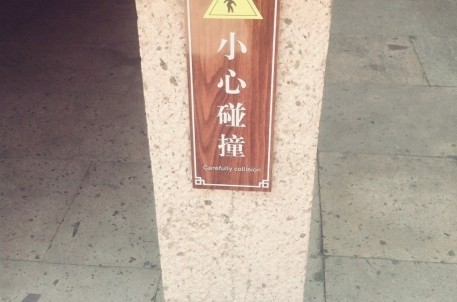 小心碰撞
Carefully collision